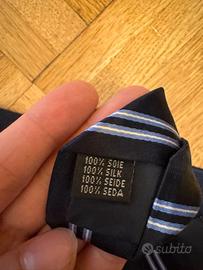 100% SOIE
100% SILK
100% SEIDE
100% SEDA
subito